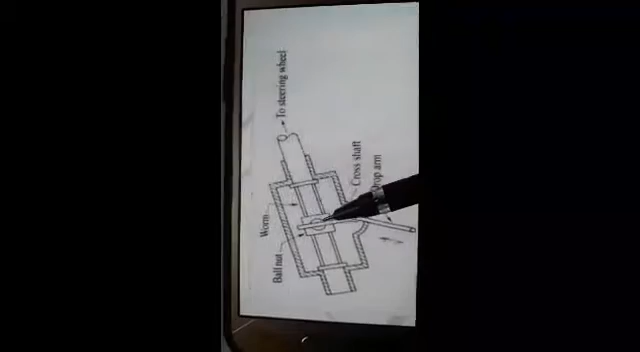 To steering wheel
Worm
Ball nut
Cross shaft
Drop arm